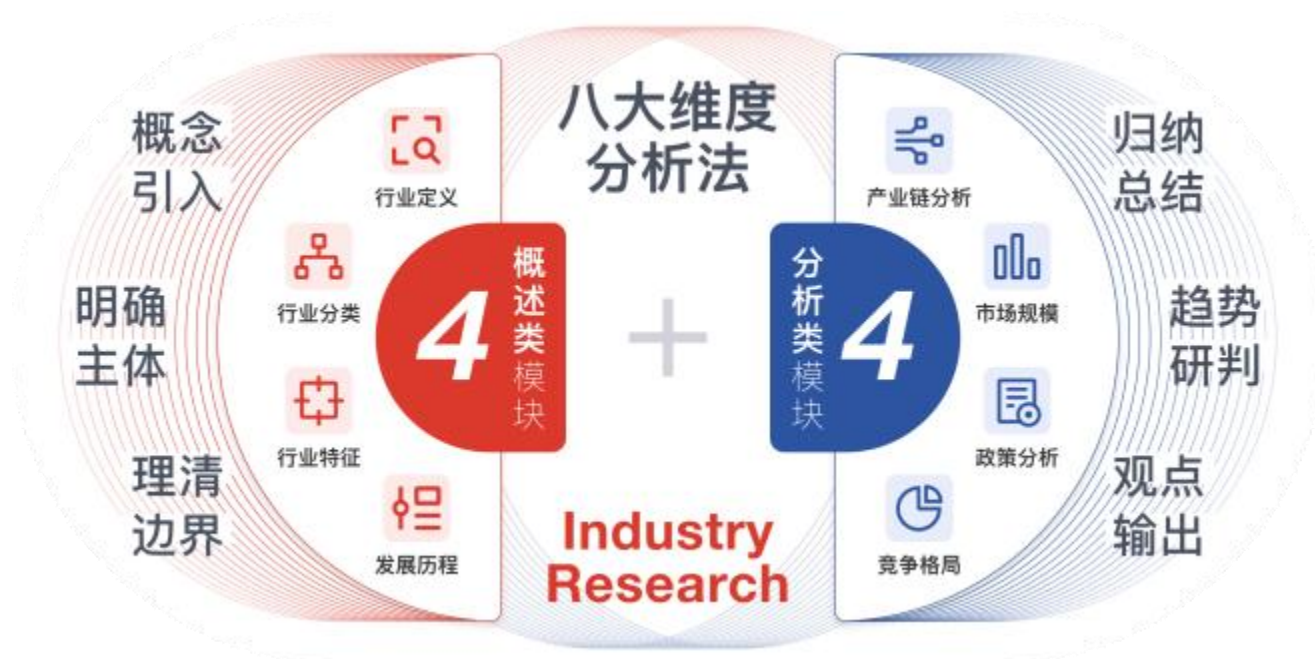 八大维度
分析法
概念
引入
明确
主体
理清
边界
行业定义
行业分类
行业特征
发展历程
4
概述类模块
+
分析类模块
4
产业链分析
市场规模
政策分析
竞争格局
归纳
总结
趋势
研判
观点
输出
Industry
Research